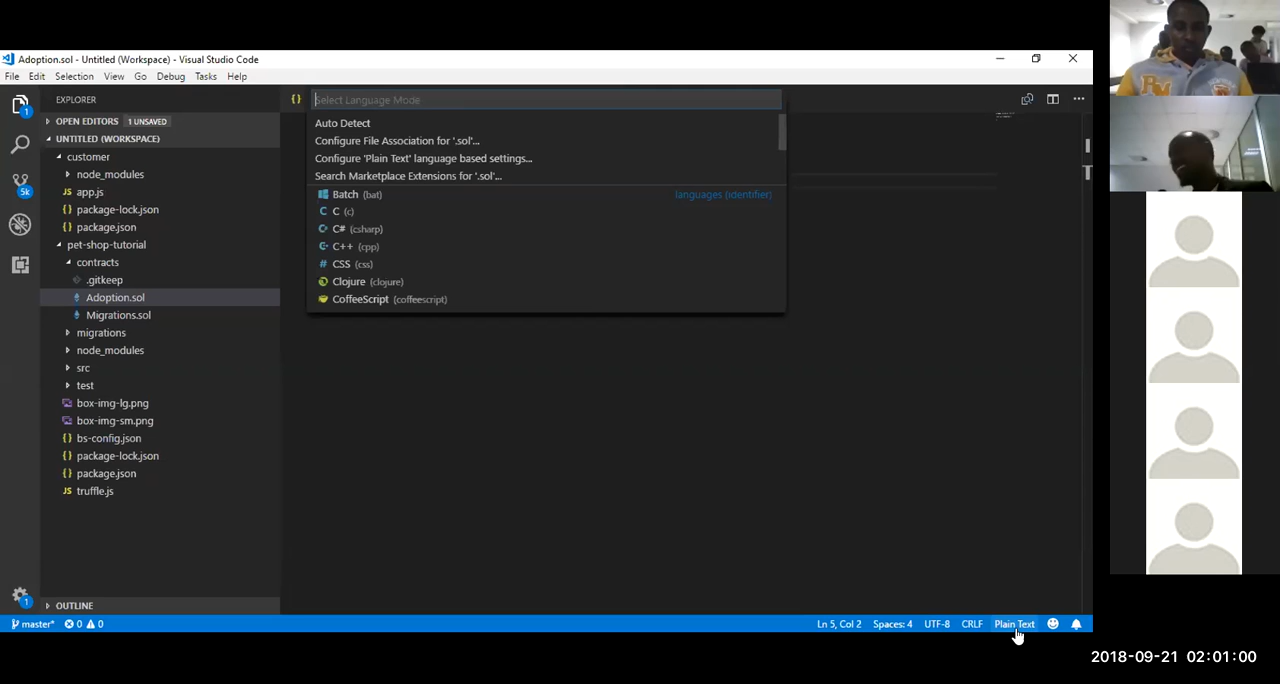 Adoption.sol - Untitled (Workspace) - Visual Studio Code
File Edit Selection View Go Debug Tasks Help
EXPLORER
OPEN EDITORS 1 UNSAVED
UNTITLED (WORKSPACE)
customer
node_modules
app.js
package-lock.json
package.json
pet-shop-tutorial
contracts
.gitkeep
Adoption.sol
Migrations.sol
migrations
node_modules
src
test
box-img-lg.png
box-img-sm.png
bs-config.json
package-lock.json
package.json
truffle.js
OUTLINE
1
5k
1
Select Language Mode
Auto Detect
Configure File Association for '.sol'...
Configure 'Plain Text' language based settings...
Search Marketplace Extensions for '.sol'...
Batch (bat) languages (identifier)
C (c)
C# (csharp)
C++ (cpp)
CSS (css)
Clojure (clojure)
CoffeeScript (coffeescript)
master* 0 0 Ln 5, Col 2 Spaces: 4 UTF-8 CRLF Plain Text
2018-09-21 02:01:00